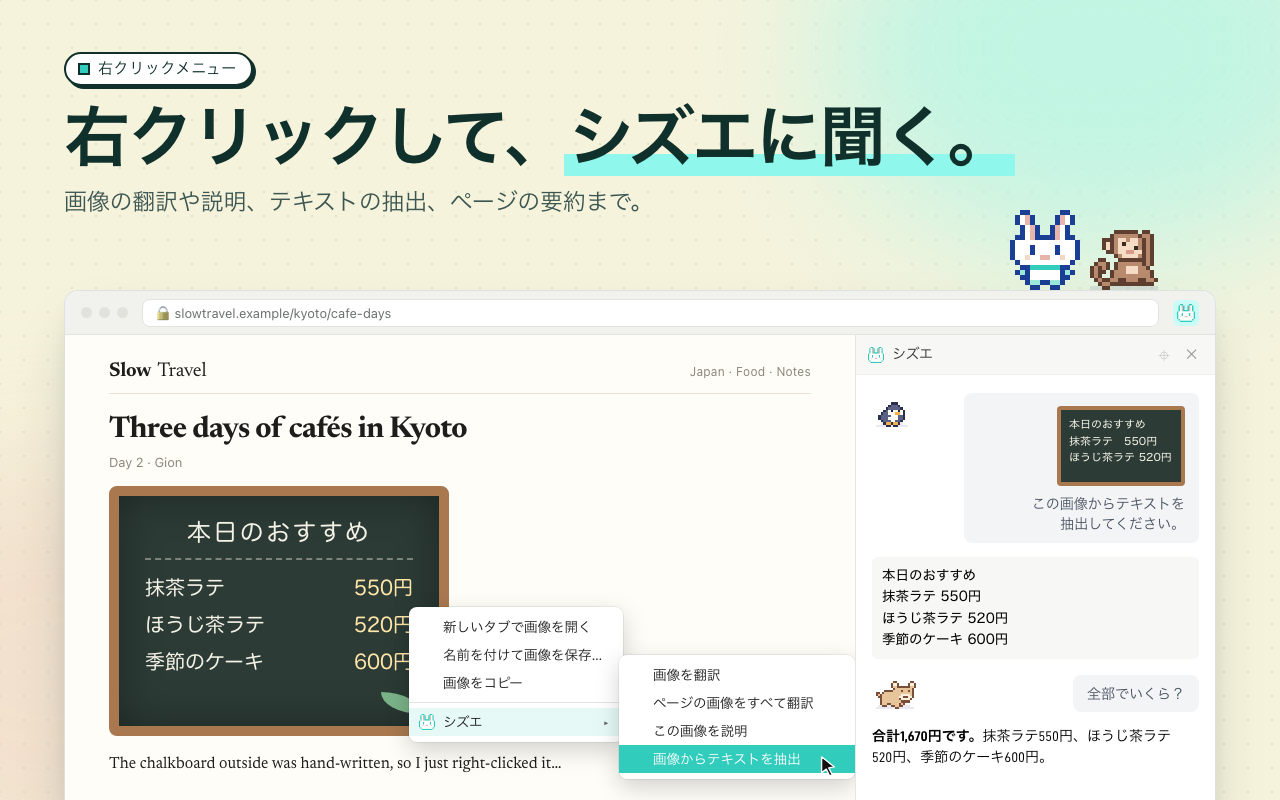 右クリックメニュー
右クリックして、シズエに聞く。
画像の翻訳や説明、テキストの抽出、ページの要約まで。
slowtravel.example/kyoto/cafe-days
Slow Travel
Japan · Food · Notes
Three days of cafés in Kyoto
Day 2 · Gion
本日のおすすめ
抹茶ラテ 550円
ほうじ茶ラテ 520円
季節のケーキ 600円
The chalkboard outside was hand-written, so I just right-clicked it...
新しいタブで画像を開く
名前を付けて画像を保存...
画像をコピー
シズエ
画像を翻訳
ページの画像をすべて翻訳
この画像を説明
画像からテキストを抽出
シズエ
本日のおすすめ
抹茶ラテ 550円
ほうじ茶ラテ 520円
この画像からテキストを
抽出してください。
本日のおすすめ
抹茶ラテ 550円
ほうじ茶ラテ 520円
季節のケーキ 600円
全部でいくら？
合計1,670円です。抹茶ラテ550円、ほうじ茶ラテ
520円、季節のケーキ600円。